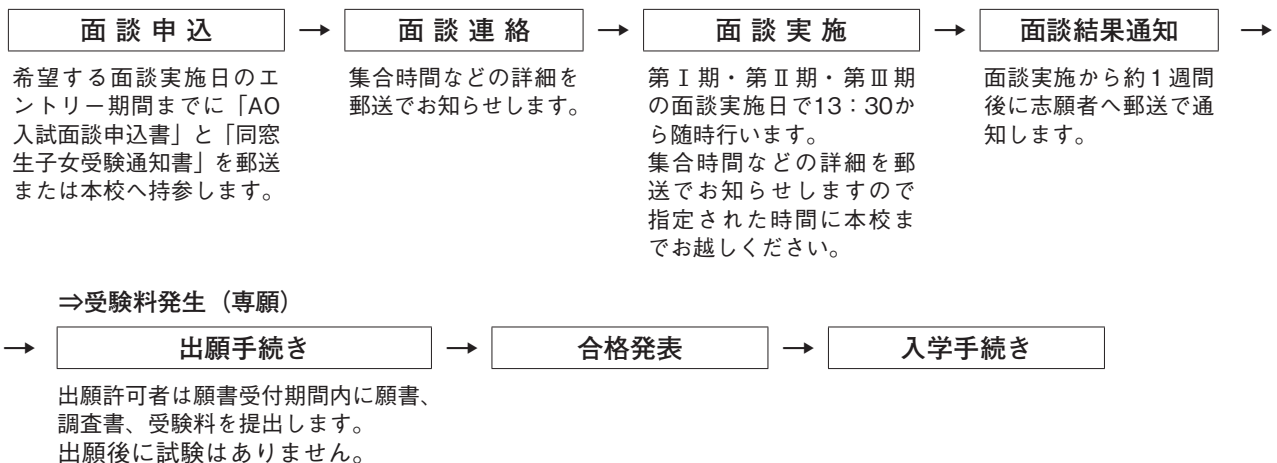 面 談 申 込 → 面 談 連 絡 → 面 談 実 施 → 面談結果通知 →
希望する面談実施日のエ
ントリー期間までに「AO
入試面談申込書」と「同窓
生子女受験通知書」を郵送
または本校へ持参します。
集合時間などの詳細を
郵送でお知らせします。
第Ⅰ期・第Ⅱ期・第Ⅲ期
の面談実施日で13：30か
ら随時行います。
集合時間などの詳細を郵
送でお知らせしますので
指定された時間に本校ま
でお越しください。
面談実施から約１週間
後に志願者へ郵送で通
知します。
⇒受験料発生（専願）
→ 出願手続き → 合格発表 → 入学手続き
出願許可者は願書受付期間内に願書、
調査書、受験料を提出します。
出願後に試験はありません。